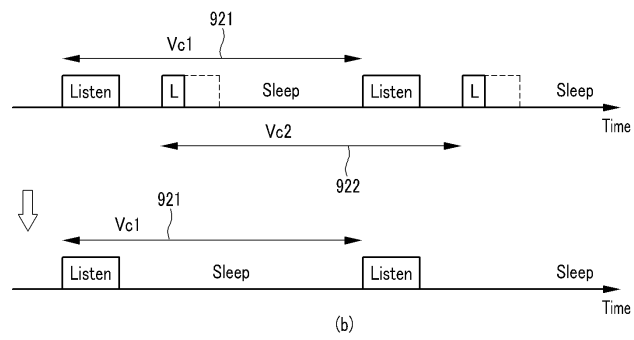 921
Vc1
Listen L Sleep Listen L Sleep
Time
Vc2
922
921
Vc1
Listen Sleep Listen Sleep
Time
(b)